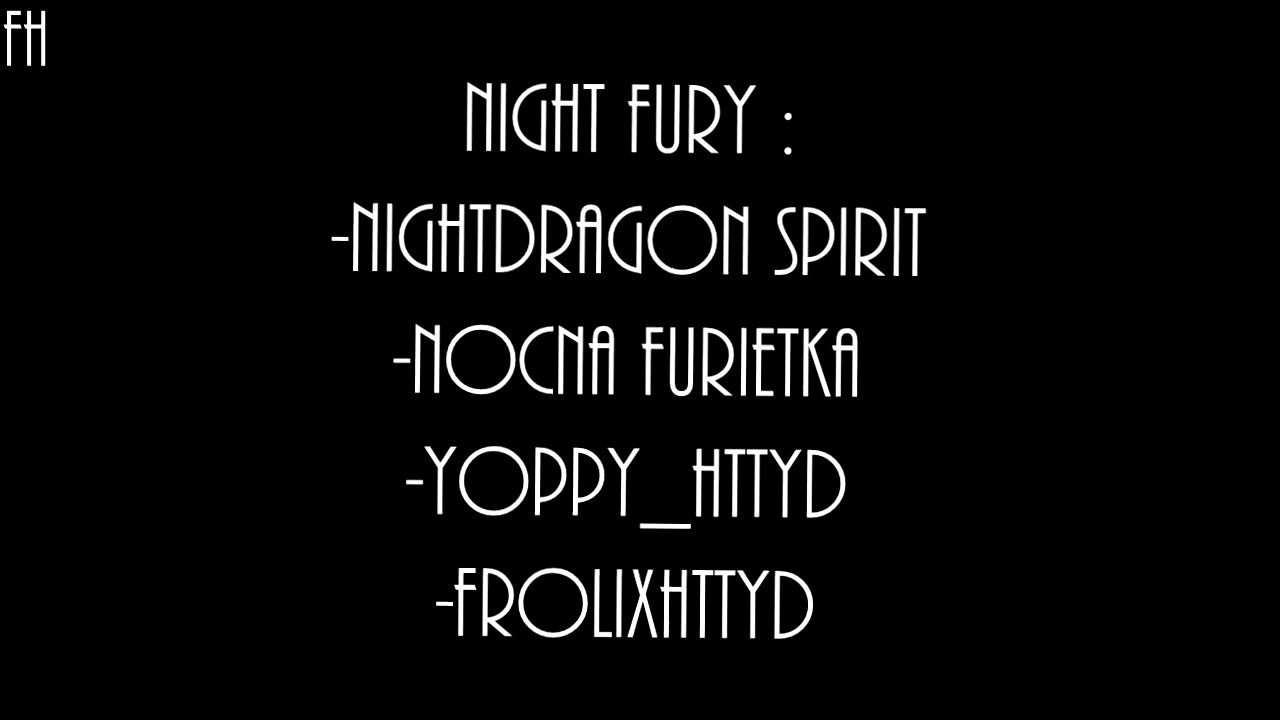 FH
NIGHT FURY :
-NIGHTDRAGON SPIRIT
-NOCNA FURIETKA
-YOPPY_HTTYD
-FROLIXHTTYD